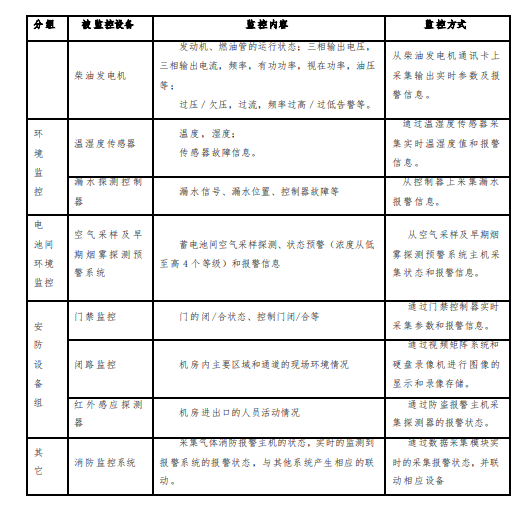 分组 被监控设备 监控内容 监控方式
柴油发电机
发动机、燃油管的运行状态；三相输出电压，
三相输出电流，频率，有功功率，视在功率，油压
等；
过压／欠压，过流，频率过高／过低告警等。
从柴油发电机通讯卡上
采集输出实时参数及报
警信息。
环
境
监
控
温湿度传感器
温度，湿度；
传感器故障信息。
通过温湿度传感器采
集实时温湿度值和报警
信息。
漏水探测控制
器
漏水信号、漏水位置、控制器故障等
从控制器上采集漏水
报警信息。
电
池间
环境
监控
空气采样及早
期烟雾探测预
警系统
蓄电池间空气采样探测、状态预警（浓度从低
至高4个等级）和报警信息
从空气采样及早期烟
雾探测预警系统主机采
集状态和报警信息。
安
防
设
备
组
门禁监控
门的闭/合状态、控制门闭/合等
通过门禁控制器实时
采集参数和报警信息。
闭路监控
机房内主要区域和通道的现场环境情况
通过视频矩阵系统和
硬盘录像机进行图像的
显示和录像存储。
红外感应探测
器
机房进出口的人员活动情况
通过防盗报警主机采
集探测器的报警状态。
其
它
消防监控系统
采集气体消防报警主机的状态，实时的监测到
报警系统的报警状态，与其他系统产生相应的联
动。
通过数据采集模块实
时的采集报警状态，并联
动相应设备